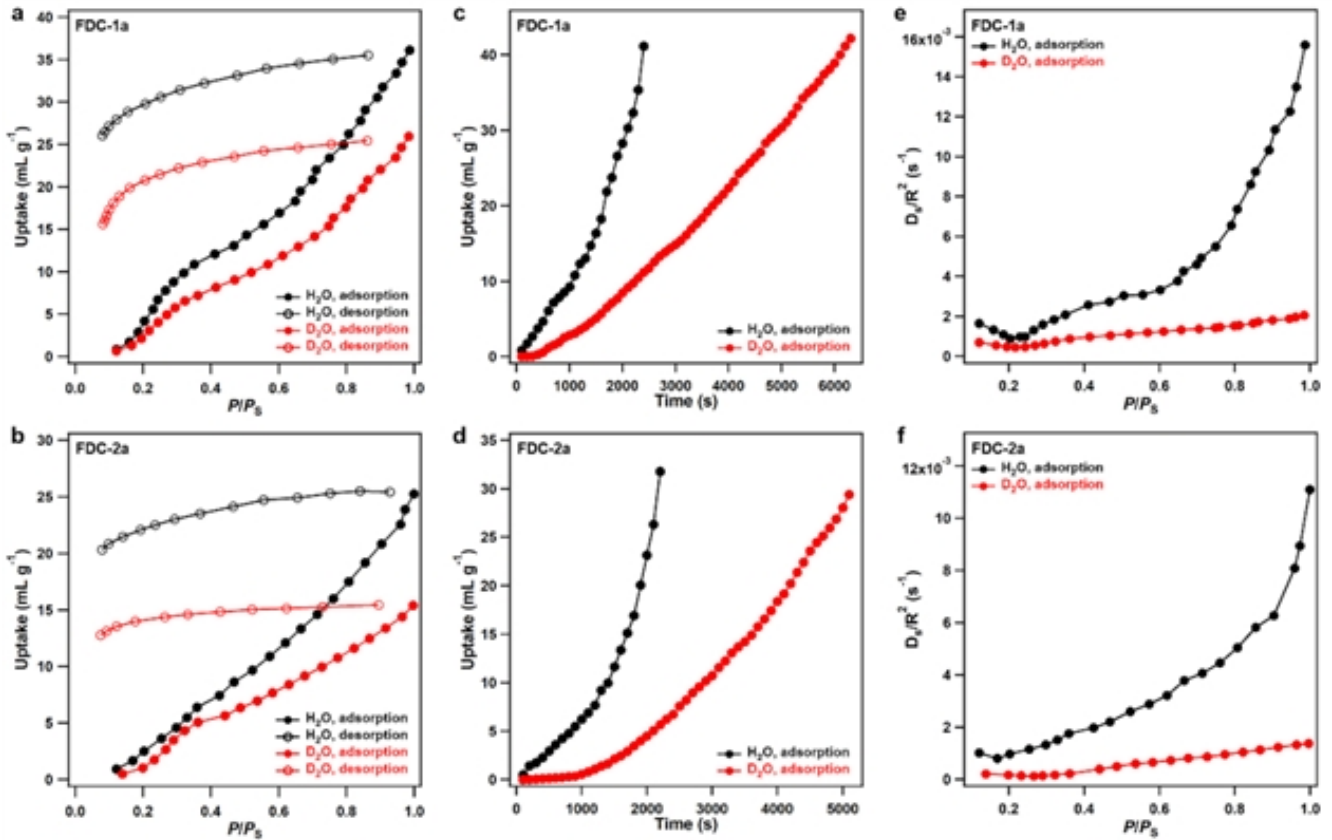 a
FDC-1a
40
35
30
25
20
15
10
5
0
Uptake (mL g⁻¹)
H₂O, adsorption
H₂O, desorption
D₂O, adsorption
D₂O, desorption
0.0 0.2 0.4 0.6 0.8 1.0
P/Pₛ
c
FDC-1a
40
30
20
10
0
Uptake (mL g⁻¹)
H₂O, adsorption
D₂O, adsorption
0 1000 2000 3000 4000 5000 6000
Time (s)
e
FDC-1a
16x10⁻³
14
12
10
8
6
4
2
0
Dₛ/R² (s⁻¹)
H₂O, adsorption
D₂O, adsorption
0.2 0.4 0.6 0.8 1.0
P/Pₛ
b
FDC-2a
30
25
20
15
10
5
0
Uptake (mL g⁻¹)
H₂O, adsorption
H₂O, desorption
D₂O, adsorption
D₂O, desorption
0.0 0.2 0.4 0.6 0.8 1.0
P/Pₛ
d
FDC-2a
35
30
25
20
15
10
5
0
Uptake (mL g⁻¹)
H₂O, adsorption
D₂O, adsorption
0 1000 2000 3000 4000 5000
Time (s)
f
FDC-2a
12x10⁻³
10
8
6
4
2
0
Dₛ/R² (s⁻¹)
H₂O, adsorption
D₂O, adsorption
0.2 0.4 0.6 0.8 1.0
P/Pₛ